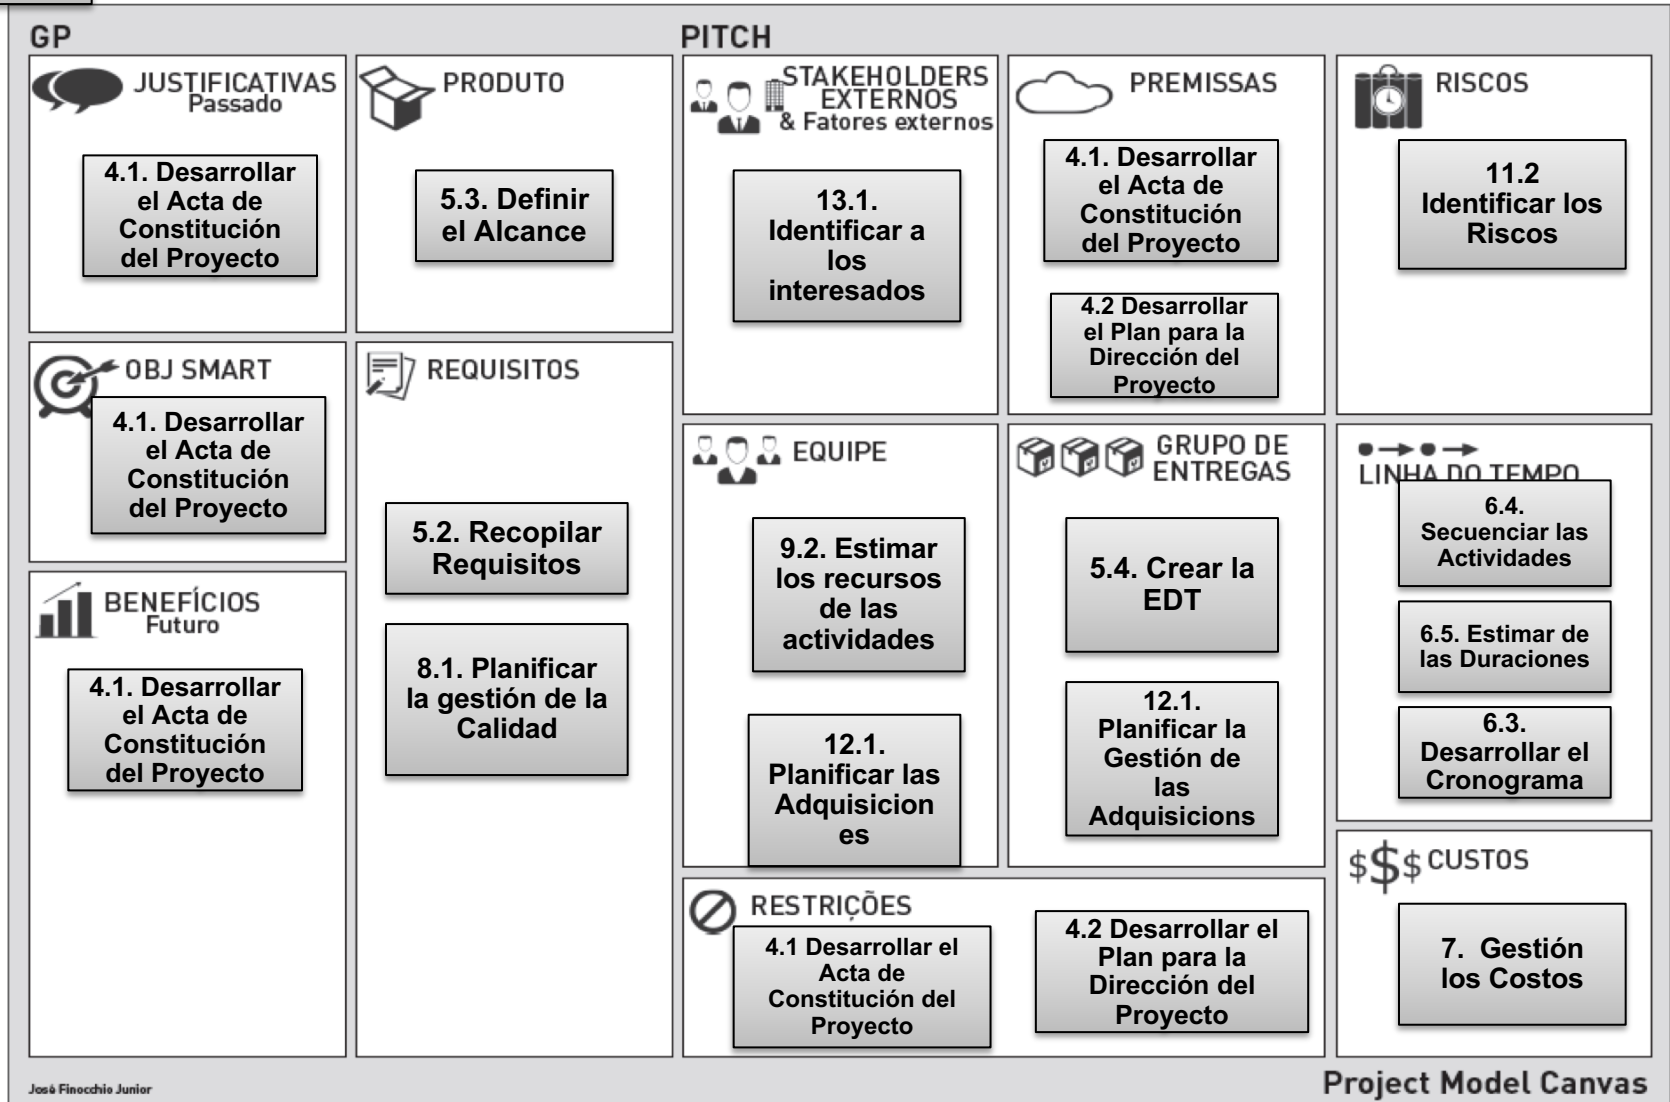 GP
PITCH
JUSTIFICATIVAS
Passado
4.1. Desarrollar
el Acta de
Constitución
del Proyecto
PRODUTO
5.3. Definir
el Alcance
STAKEHOLDERS
EXTERNOS
& Fatores externos
13.1.
Identificar a
los
interesados
PREMISSAS
4.1. Desarrollar
el Acta de
Constitución
del Proyecto
4.2 Desarrollar
el Plan para la
Dirección del
Proyecto
RISCOS
11.2
Identificar los
Riscos
OBJ SMART
4.1. Desarrollar
el Acta de
Constitución
del Proyecto
REQUISITOS
5.2. Recopilar
Requisitos
8.1. Planificar
la gestión de la
Calidad
BENEFÍCIOS
Futuro
4.1. Desarrollar
el Acta de
Constitución
del Proyecto
EQUIPE
9.2. Estimar
los recursos
de las
actividades
12.1.
Planificar las
Adquisicion
es
GRUPO DE
ENTREGAS
5.4. Crear la
EDT
12.1.
Planificar la
Gestión de
las
Adquisicions
LINHA DO TEMPO
6.4.
Secuenciar las
Actividades
6.5. Estimar de
las Duraciones
6.3.
Desarrollar el
Cronograma
RESTRIÇÕES
4.1 Desarrollar el
Acta de
Constitución del
Proyecto
4.2 Desarrollar el
Plan para la
Dirección del
Proyecto
$$$ CUSTOS
7. Gestión
los Costos
José Finocchio Junior
Project Model Canvas